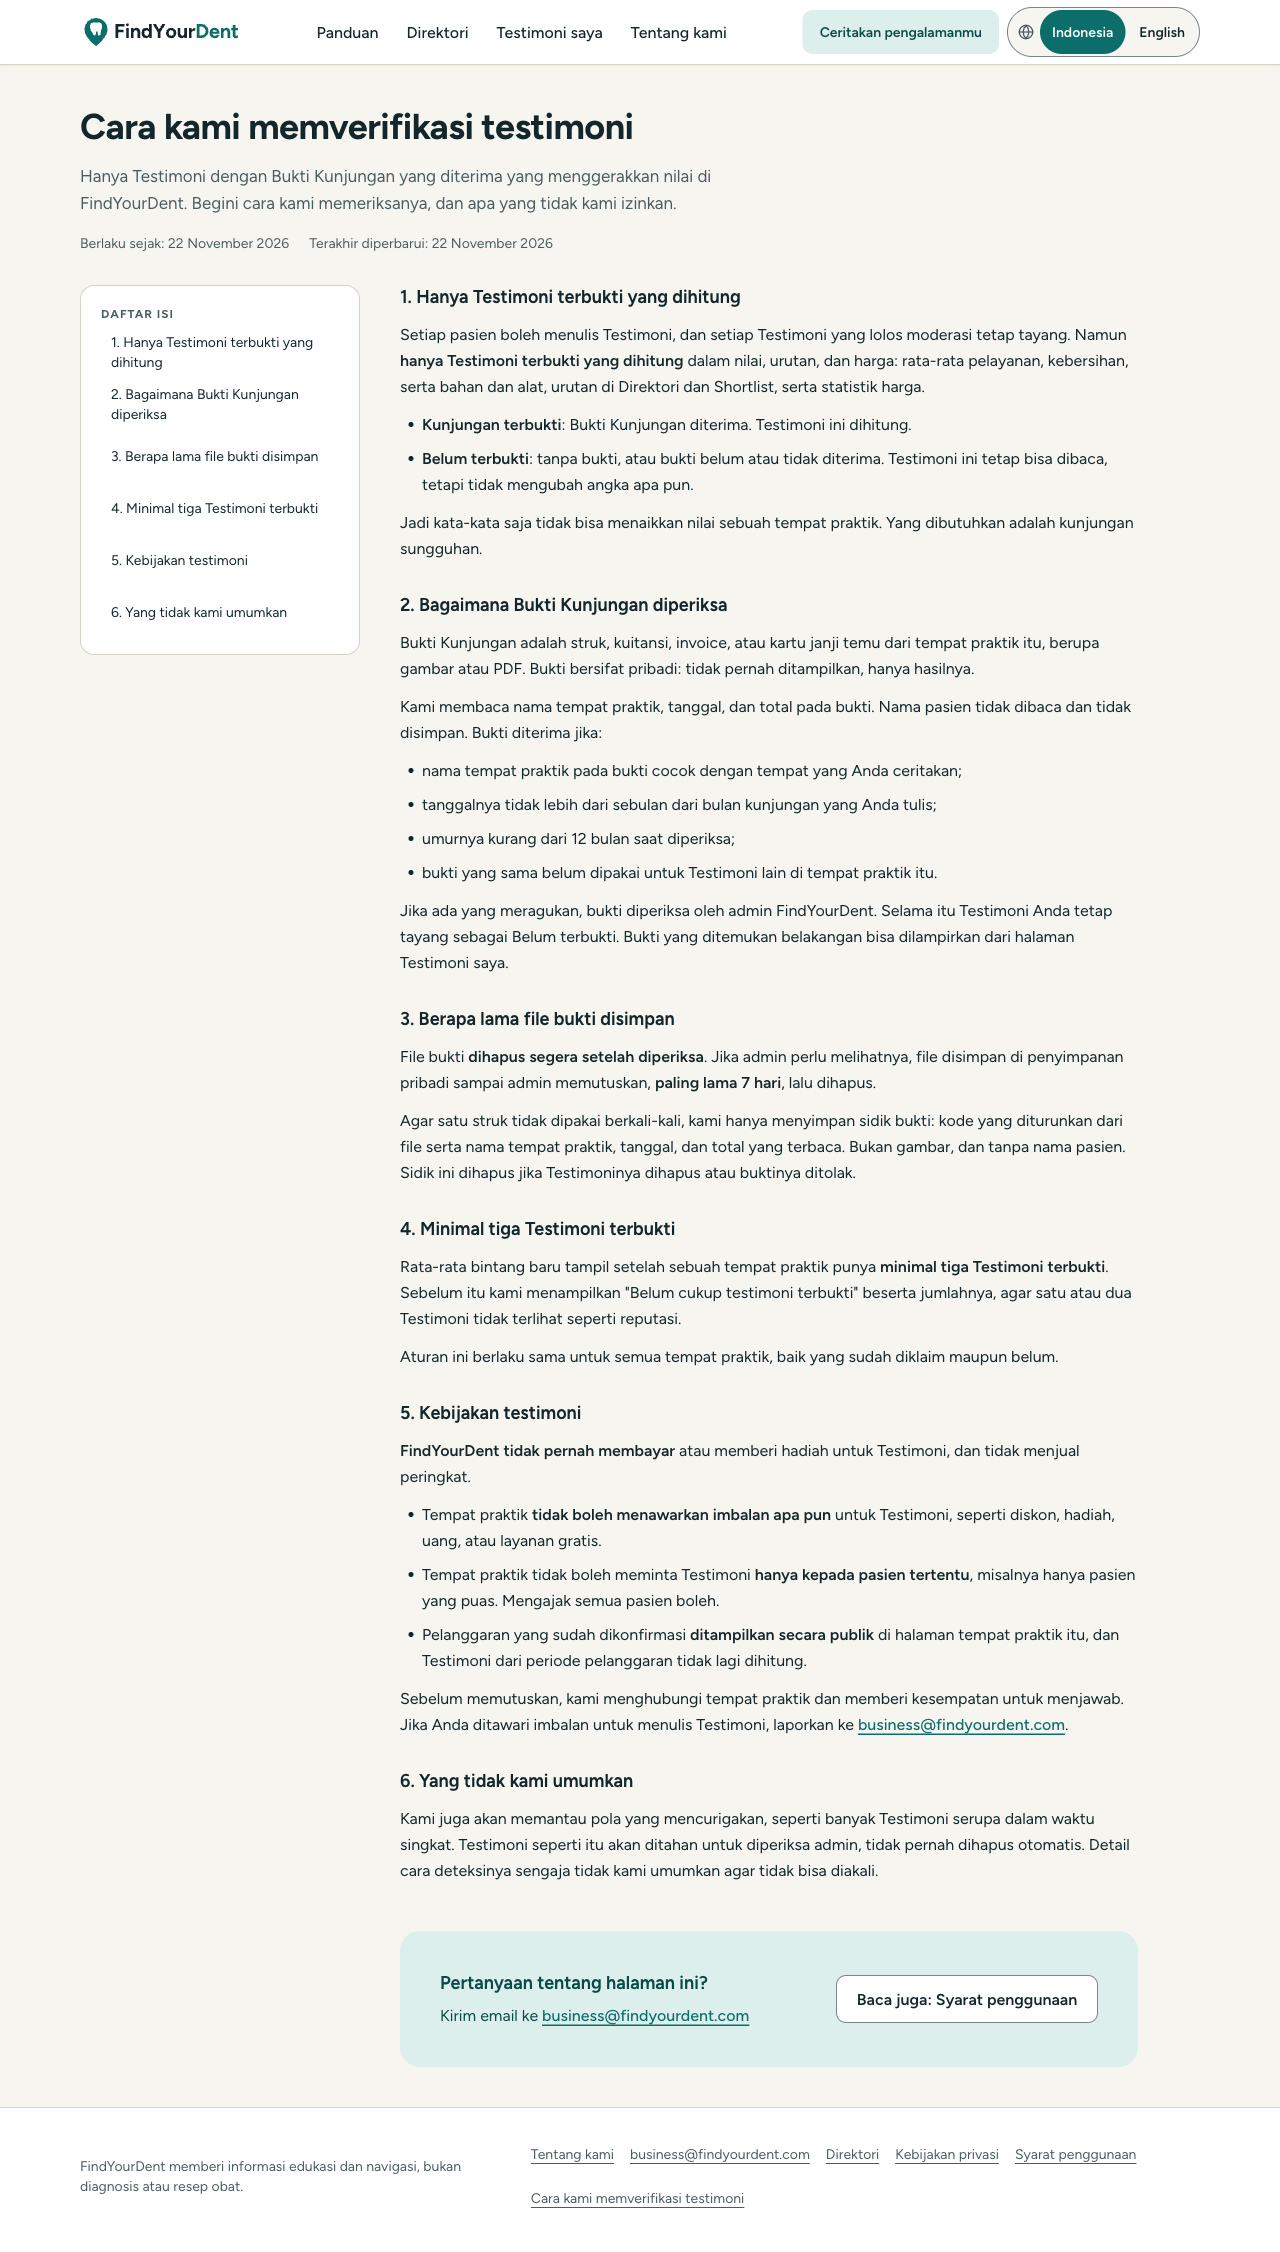 FindYourDent
Panduan
Direktori
Testimoni saya
Tentang kami
Ceritakan pengalamanmu
Indonesia
English
Cara kami memverifikasi testimoni
Hanya Testimoni dengan Bukti Kunjungan yang diterima yang menggerakkan nilai di
FindYourDent. Begini cara kami memeriksanya, dan apa yang tidak kami izinkan.
Berlaku sejak: 22 November 2026
Terakhir diperbarui: 22 November 2026
DAFTAR ISI
1. Hanya Testimoni terbukti yang
dihitung
2. Bagaimana Bukti Kunjungan
diperiksa
3. Berapa lama file bukti disimpan
4. Minimal tiga Testimoni terbukti
5. Kebijakan testimoni
6. Yang tidak kami umumkan
1. Hanya Testimoni terbukti yang dihitung
Setiap pasien boleh menulis Testimoni, dan setiap Testimoni yang lolos moderasi tetap tayang. Namun
hanya Testimoni terbukti yang dihitung dalam nilai, urutan, dan harga: rata-rata pelayanan, kebersihan,
serta bahan dan alat, urutan di Direktori dan Shortlist, serta statistik harga.
• Kunjungan terbukti: Bukti Kunjungan diterima. Testimoni ini dihitung.
• Belum terbukti: tanpa bukti, atau bukti belum atau tidak diterima. Testimoni ini tetap bisa dibaca,
tetapi tidak mengubah angka apa pun.
Jadi kata-kata saja tidak bisa menaikkan nilai sebuah tempat praktik. Yang dibutuhkan adalah kunjungan
sungguhan.
2. Bagaimana Bukti Kunjungan diperiksa
Bukti Kunjungan adalah struk, kuitansi, invoice, atau kartu janji temu dari tempat praktik itu, berupa
gambar atau PDF. Bukti bersifat pribadi: tidak pernah ditampilkan, hanya hasilnya.
Kami membaca nama tempat praktik, tanggal, dan total pada bukti. Nama pasien tidak dibaca dan tidak
disimpan. Bukti diterima jika:
• nama tempat praktik pada bukti cocok dengan tempat yang Anda ceritakan;
• tanggalnya tidak lebih dari sebulan dari bulan kunjungan yang Anda tulis;
• umurnya kurang dari 12 bulan saat diperiksa;
• bukti yang sama belum dipakai untuk Testimoni lain di tempat praktik itu.
Jika ada yang meragukan, bukti diperiksa oleh admin FindYourDent. Selama itu Testimoni Anda tetap
tayang sebagai Belum terbukti. Bukti yang ditemukan belakangan bisa dilampirkan dari halaman
Testimoni saya.
3. Berapa lama file bukti disimpan
File bukti dihapus segera setelah diperiksa. Jika admin perlu melihatnya, file disimpan di penyimpanan
pribadi sampai admin memutuskan, paling lama 7 hari, lalu dihapus.
Agar satu struk tidak dipakai berkali-kali, kami hanya menyimpan sidik bukti: kode yang diturunkan dari
file serta nama tempat praktik, tanggal, dan total yang terbaca. Bukan gambar, dan tanpa nama pasien.
Sidik ini dihapus jika Testimoninya dihapus atau buktinya ditolak.
4. Minimal tiga Testimoni terbukti
Rata-rata bintang baru tampil setelah sebuah tempat praktik punya minimal tiga Testimoni terbukti.
Sebelum itu kami menampilkan "Belum cukup testimoni terbukti" beserta jumlahnya, agar satu atau dua
Testimoni tidak terlihat seperti reputasi.
Aturan ini berlaku sama untuk semua tempat praktik, baik yang sudah diklaim maupun belum.
5. Kebijakan testimoni
FindYourDent tidak pernah membayar atau memberi hadiah untuk Testimoni, dan tidak menjual
peringkat.
• Tempat praktik tidak boleh menawarkan imbalan apa pun untuk Testimoni, seperti diskon, hadiah,
uang, atau layanan gratis.
• Tempat praktik tidak boleh meminta Testimoni hanya kepada pasien tertentu, misalnya hanya pasien
yang puas. Mengajak semua pasien boleh.
• Pelanggaran yang sudah dikonfirmasi ditampilkan secara publik di halaman tempat praktik itu, dan
Testimoni dari periode pelanggaran tidak lagi dihitung.
Sebelum memutuskan, kami menghubungi tempat praktik dan memberi kesempatan untuk menjawab.
Jika Anda ditawari imbalan untuk menulis Testimoni, laporkan ke business@findyourdent.com.
6. Yang tidak kami umumkan
Kami juga akan memantau pola yang mencurigakan, seperti banyak Testimoni serupa dalam waktu
singkat. Testimoni seperti itu akan ditahan untuk diperiksa admin, tidak pernah dihapus otomatis. Detail
cara deteksinya sengaja tidak kami umumkan agar tidak bisa diakali.
Pertanyaan tentang halaman ini?
Kirim email ke business@findyourdent.com
Baca juga: Syarat penggunaan
FindYourDent memberi informasi edukasi dan navigasi, bukan
diagnosis atau resep obat.
Tentang kami
business@findyourdent.com
Direktori
Kebijakan privasi
Syarat penggunaan
Cara kami memverifikasi testimoni